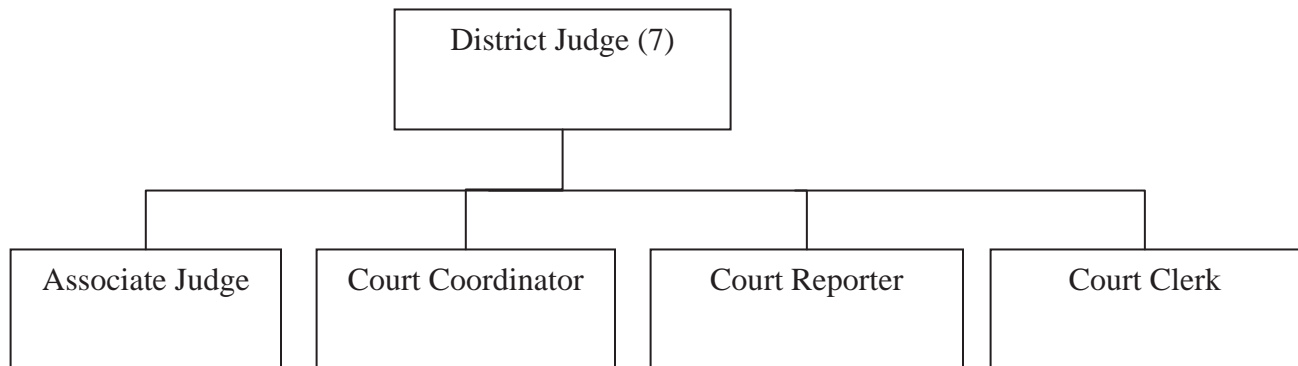 District Judge (7)
Associate Judge
Court Coordinator
Court Reporter
Court Clerk